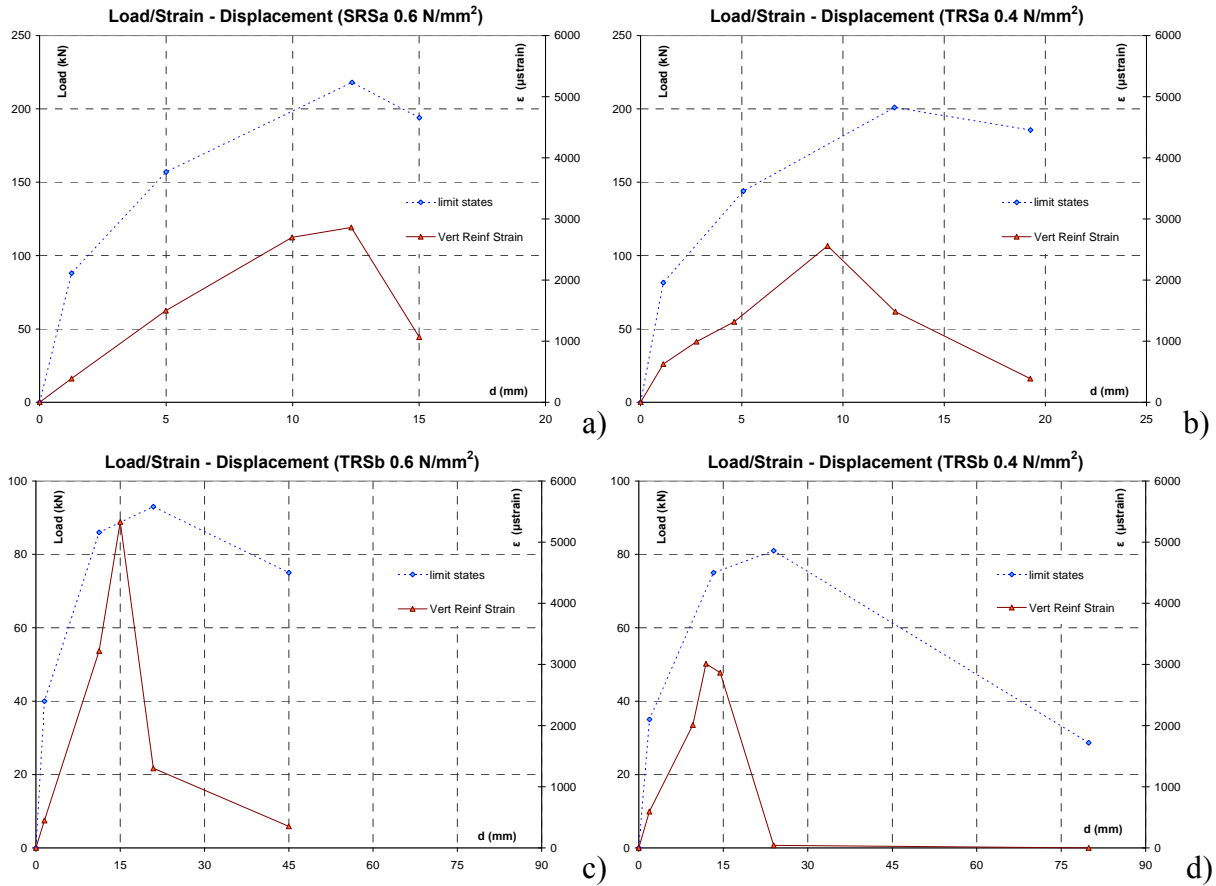 Load/Strain - Displacement (SRSa 0.6 N/mm²)
250
200
150
100
50
0
Load (kN)
ε (µstrain)
6000
5000
4000
3000
2000
1000
0
limit states
Vert Reinf Strain
d (mm)
0 5 10 15 20
a)
Load/Strain - Displacement (TRSa 0.4 N/mm²)
250
200
150
100
50
0
Load (kN)
ε (µstrain)
6000
5000
4000
3000
2000
1000
0
limit states
Vert Reinf Strain
d (mm)
0 5 10 15 20 25
b)
Load/Strain - Displacement (TRSb 0.6 N/mm²)
100
80
60
40
20
0
Load (kN)
ε (µstrain)
6000
5000
4000
3000
2000
1000
0
limit states
Vert Reinf Strain
d (mm)
0 15 30 45 60 75 90
c)
Load/Strain - Displacement (TRSb 0.4 N/mm²)
100
80
60
40
20
0
Load (kN)
ε (µstrain)
6000
5000
4000
3000
2000
1000
0
limit states
Vert Reinf Strain
d (mm)
0 15 30 45 60 75 90
d)